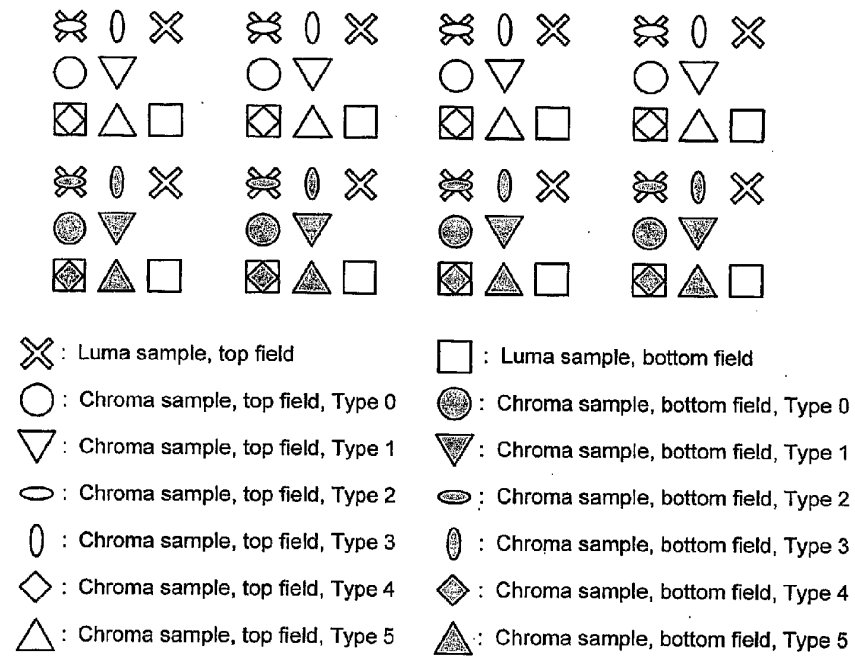 : Luma sample, top field
: Luma sample, bottom field
: Chroma sample, top field, Type 0
: Chroma sample, bottom field, Type 0
: Chroma sample, top field, Type 1
: Chroma sample, bottom field, Type 1
: Chroma sample, top field, Type 2
: Chroma sample, bottom field, Type 2
: Chroma sample, top field, Type 3
: Chroma sample, bottom field, Type 3
: Chroma sample, top field, Type 4
: Chroma sample, bottom field, Type 4
: Chroma sample, top field, Type 5
: Chroma sample, bottom field, Type 5